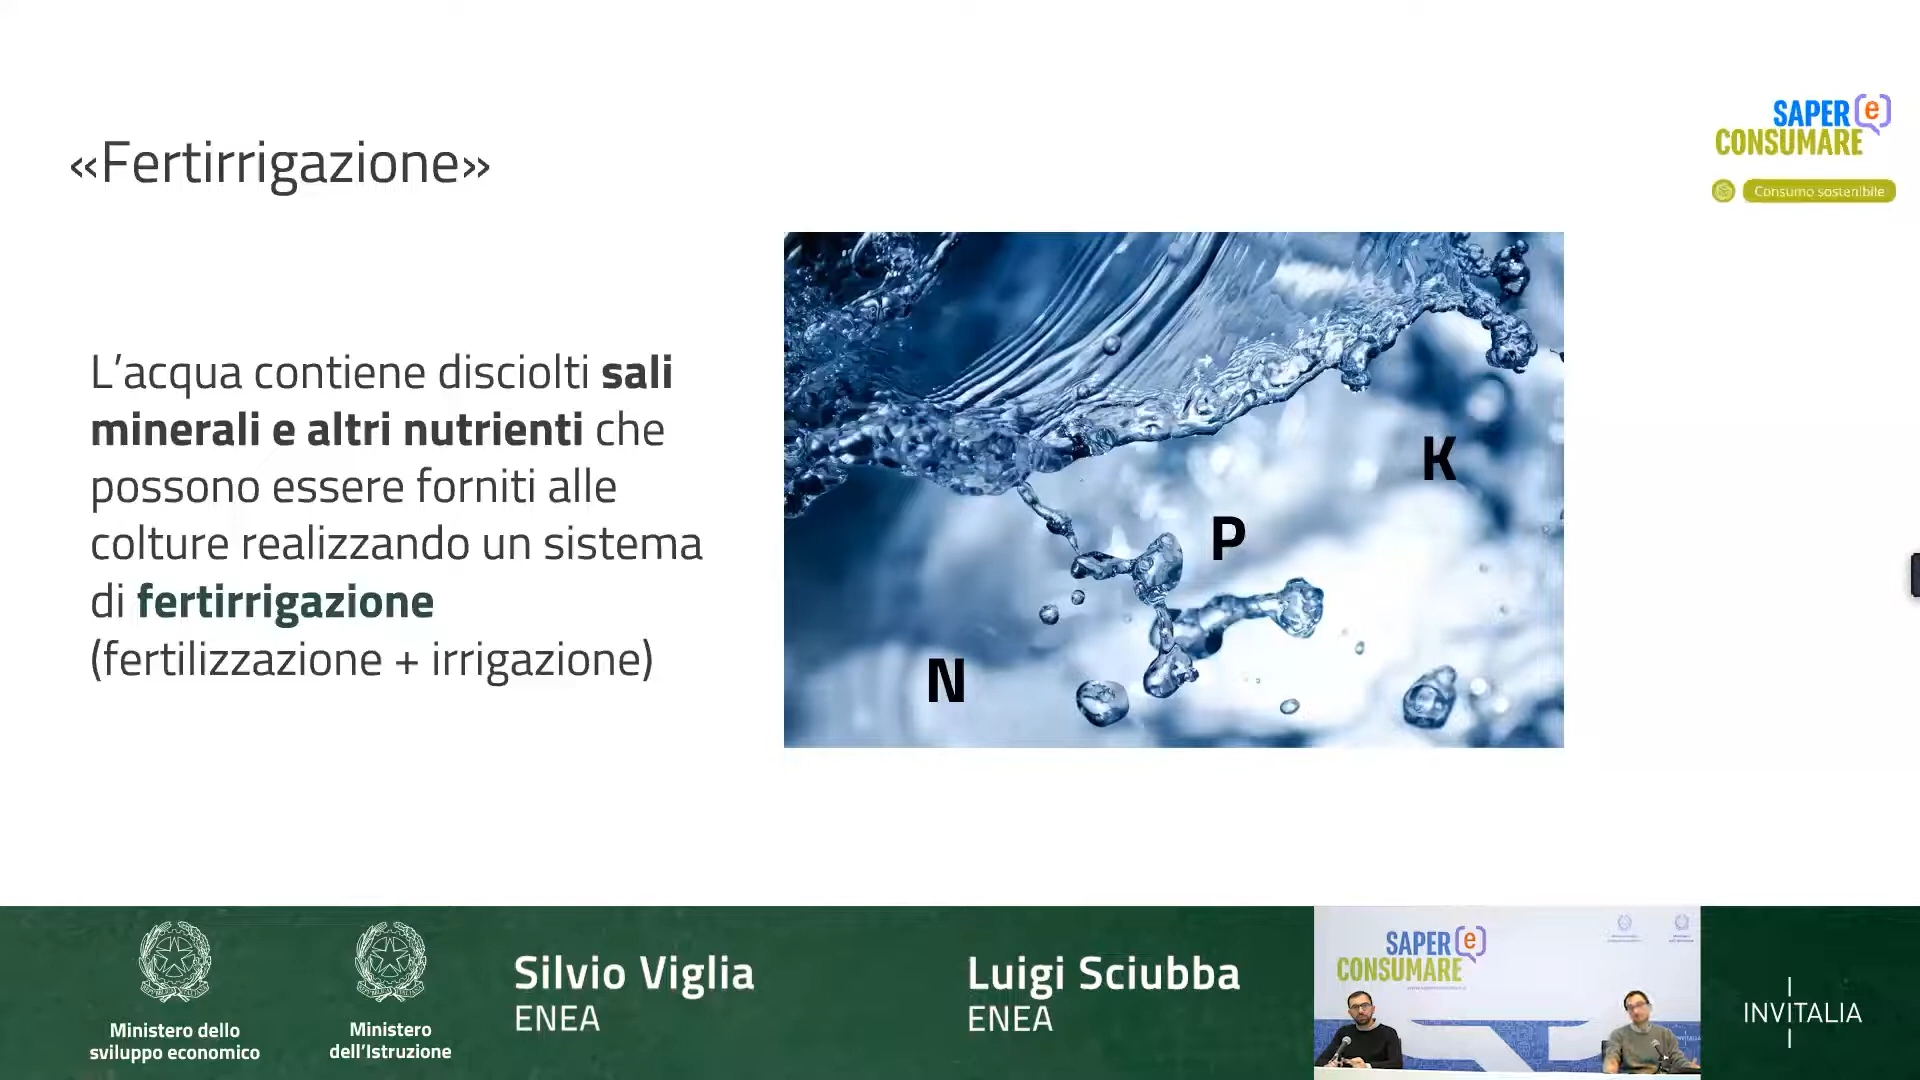 «Fertirrigazione»
SAPER e
CONSUMARE
Consumo sostenibile
L’acqua contiene disciolti sali
minerali e altri nutrienti che
possono essere forniti alle
colture realizzando un sistema
di fertirrigazione
(fertilizzazione + irrigazione)
K
P
N
Ministero dello
sviluppo economico
Ministero
dell’Istruzione
Silvio Viglia
ENEA
Luigi Sciubba
ENEA
SAPER e
CONSUMARE
INVITALIA